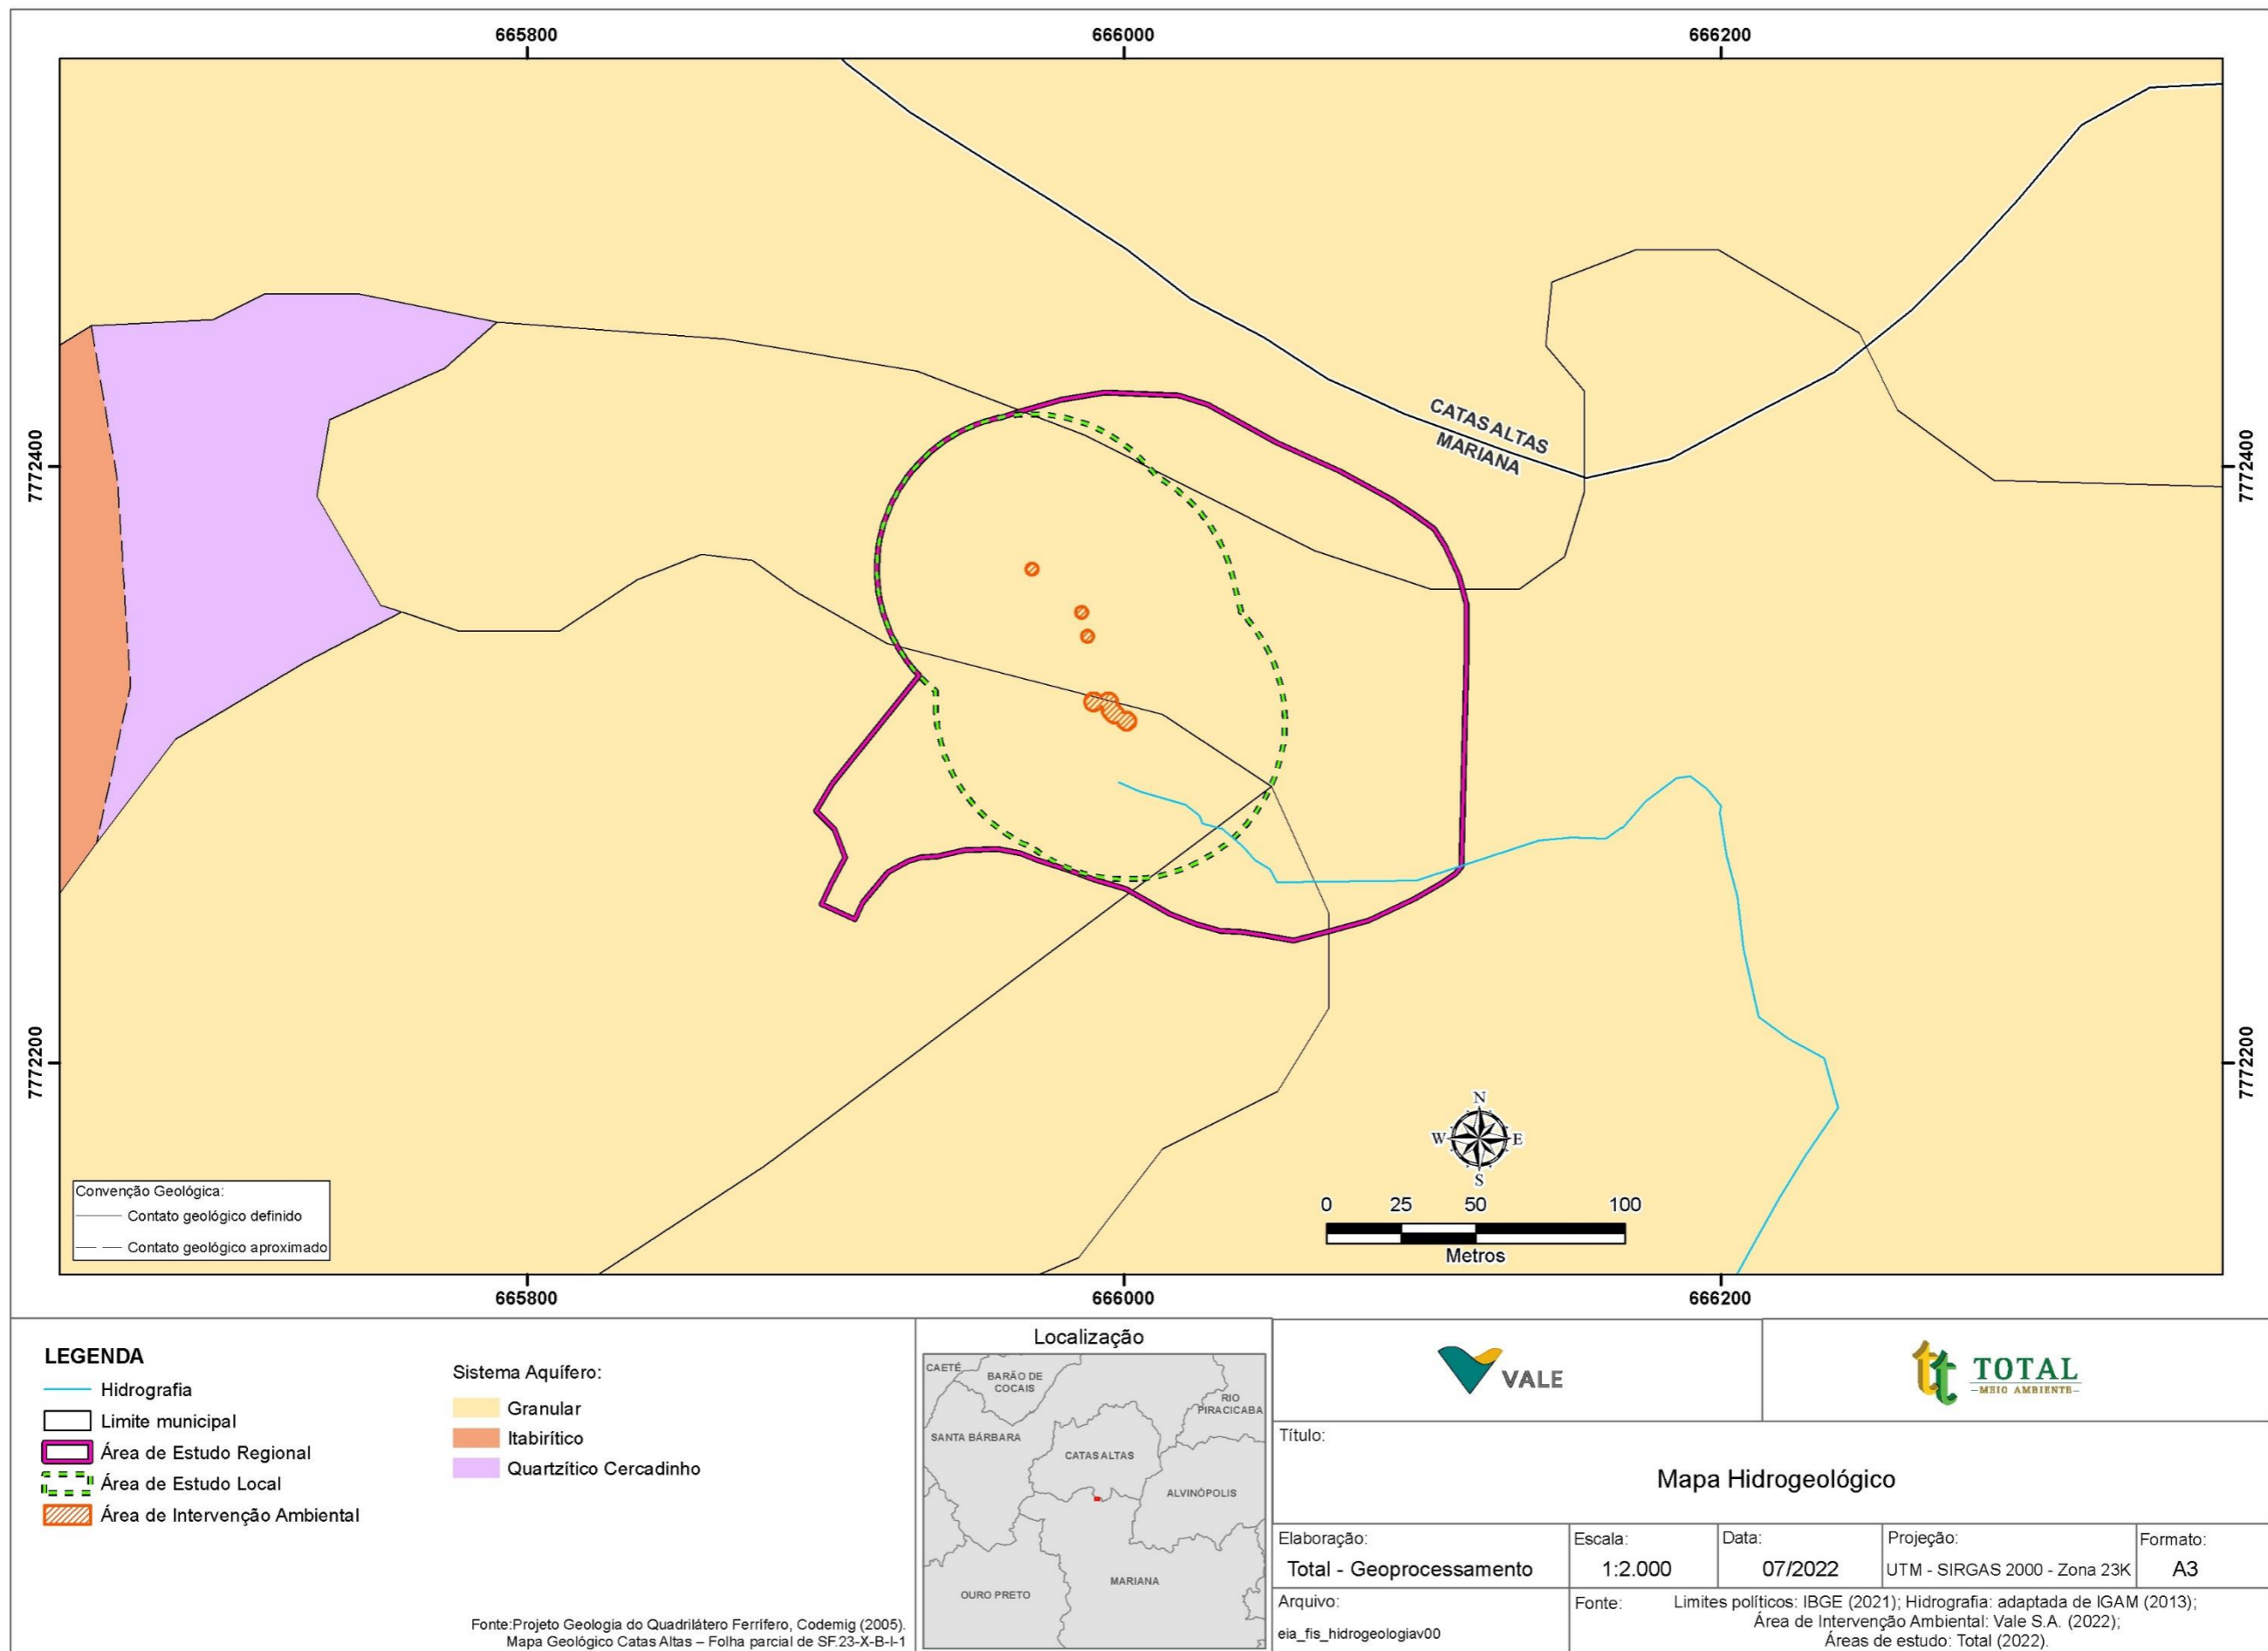 665800
666000
666200
7772400
7772400
CATAS ALTAS
MARIANA
7772200
7772200
N
W
E
S
0
25
50
100
Metros
Convenção Geológica:
Contato geológico definido
Contato geológico aproximado
665800
666000
666200
LEGENDA
Hidrografia
Limite municipal
Área de Estudo Regional
Área de Estudo Local
Área de Intervenção Ambiental
Sistema Aquífero:
Granular
Itabirítico
Quartzítico Cercadinho
Fonte:Projeto Geologia do Quadrilátero Ferrífero, Codemig (2005).
Mapa Geológico Catas Altas – Folha parcial de SF.23-X-B-I-1
Localização
CAETÉ
BARÃO DE
COCAIS
RIO
PIRACICABA
SANTA BÁRBARA
CATAS ALTAS
ALVINÓPOLIS
MARIANA
OURO PRETO
VALE
TOTAL
MEIO AMBIENTE
Título:
Mapa Hidrogeológico
Elaboração:
Total - Geoprocessamento
Escala:
1:2.000
Data:
07/2022
Projeção:
UTM - SIRGAS 2000 - Zona 23K
Formato:
A3
Arquivo:
eia_fis_hidrogeologiav00
Fonte:
Limites políticos: IBGE (2021); Hidrografia: adaptada de IGAM (2013);
Área de Intervenção Ambiental: Vale S.A. (2022);
Áreas de estudo: Total (2022).